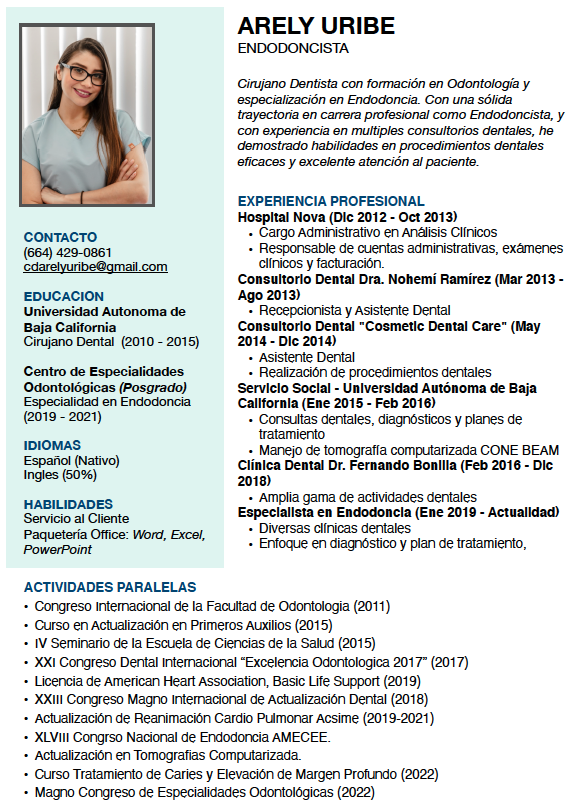 ARELY URIBE
ENDODONCISTA
Cirujano Dentista con formación en Odontología y
especialización en Endodoncia. Con una sólida
trayectoria en carrera profesional como Endodoncista, y
con experiencia en multiples consultorios dentales, he
demostrado habilidades en procedimientos dentales
eficaces y excelente atención al paciente.
CONTACTO
(664) 429-0861
cdarelyuribe@gmail.com
EDUCACION
Universidad Autonoma de
Baja California
Cirujano Dental (2010 - 2015)
Centro de Especialidades
Odontológicas (Posgrado)
Especialidad en Endodoncia
(2019 - 2021)
IDIOMAS
Español (Nativo)
Ingles (50%)
HABILIDADES
Servicio al Cliente
Paquetería Office: Word, Excel,
PowerPoint
EXPERIENCIA PROFESIONAL
Hospital Nova (Dic 2012 - Oct 2013)
• Cargo Administrativo en Análisis Clínicos
• Responsable de cuentas administrativas, exámenes
clínicos y facturación.
Consultorio Dental Dra. Nohemí Ramírez (Mar 2013 -
Ago 2013)
• Recepcionista y Asistente Dental
Consultorio Dental "Cosmetic Dental Care" (May
2014 - Dic 2014)
• Asistente Dental
• Realización de procedimientos dentales
Servicio Social - Universidad Autónoma de Baja
California (Ene 2015 - Feb 2016)
• Consultas dentales, diagnósticos y planes de
tratamiento
• Manejo de tomografía computarizada CONE BEAM
Clínica Dental Dr. Fernando Bonilla (Feb 2016 - Dic
2018)
• Amplia gama de actividades dentales
Especialista en Endodoncia (Ene 2019 - Actualidad)
• Diversas clínicas dentales
• Enfoque en diagnóstico y plan de tratamiento,
ACTIVIDADES PARALELAS
• Congreso Internacional de la Facultad de Odontologia (2011)
• Curso en Actualización en Primeros Auxilios (2015)
• IV Seminario de la Escuela de Ciencias de la Salud (2015)
• XXI Congreso Dental Internacional “Excelencia Odontologica 2017” (2017)
• Licencia de American Heart Association, Basic Life Support (2019)
• XXIII Congreso Magno Internacional de Actualización Dental (2018)
• Actualización de Reanimación Cardio Pulmonar Acsime (2019-2021)
• XLVIII Congrso Nacional de Endodoncia AMECEE.
• Actualización en Tomografias Computarizada.
• Curso Tratamiento de Caries y Elevación de Margen Profundo (2022)
• Magno Congreso de Especialidades Odontológicas (2022)